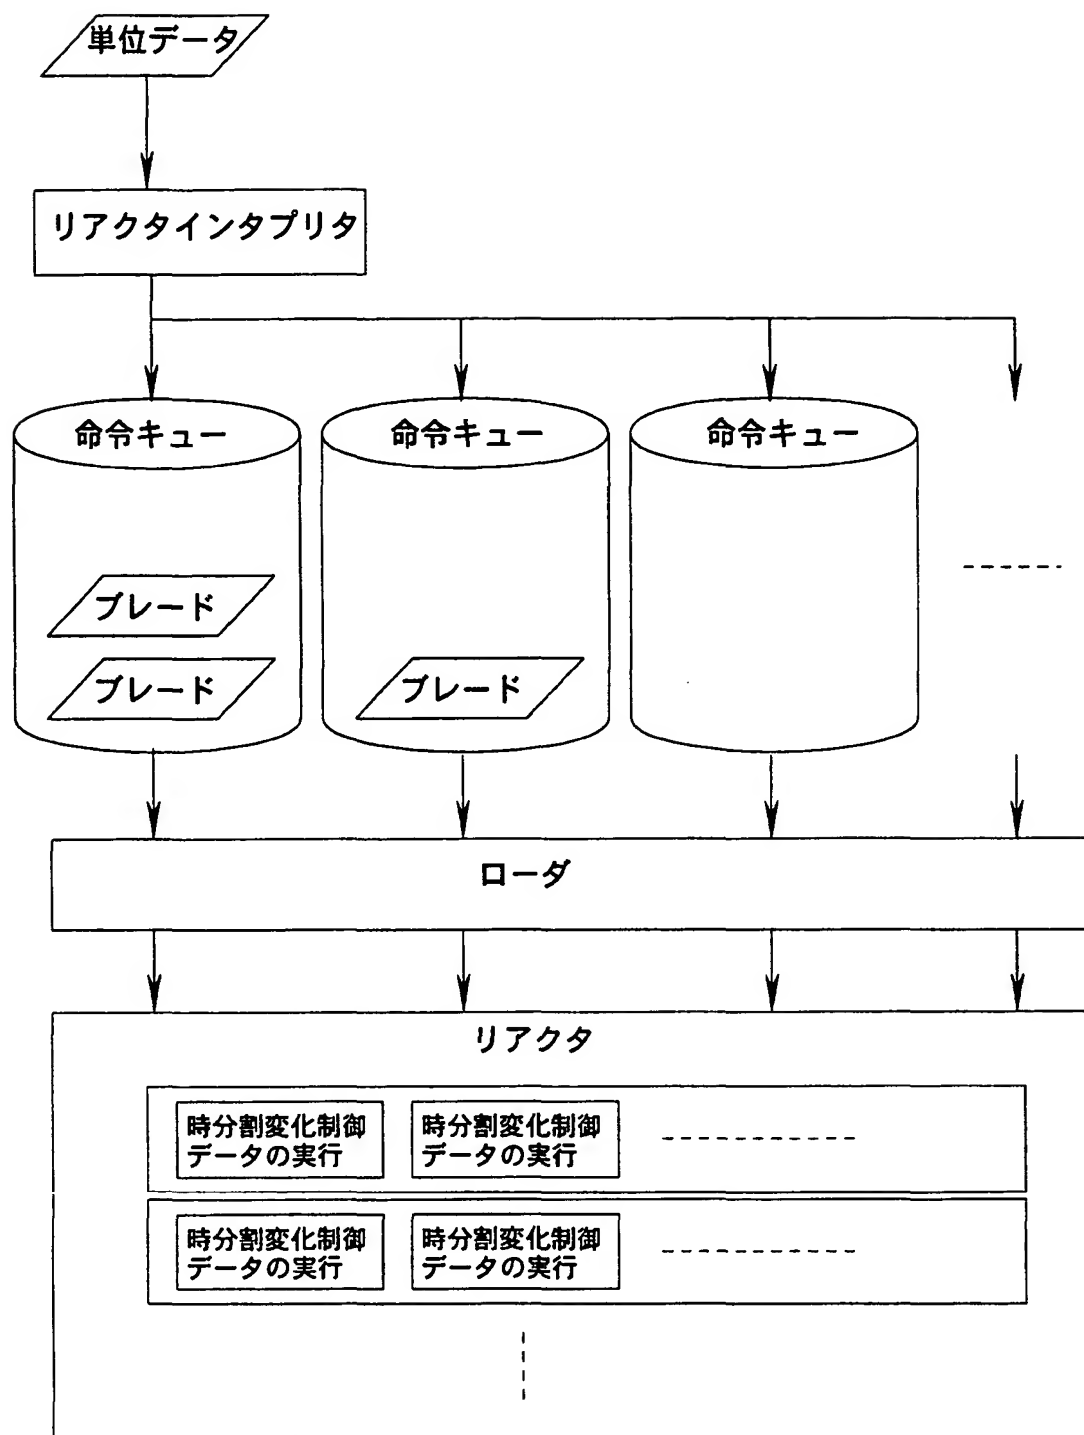 単位データ
リアクタインタプリタ
命令キュー
命令キュー
命令キュー
ブレード
ブレード
ブレード
ローダ
リアクタ
時分割変化制御
データの実行
時分割変化制御
データの実行
時分割変化制御
データの実行
時分割変化制御
データの実行